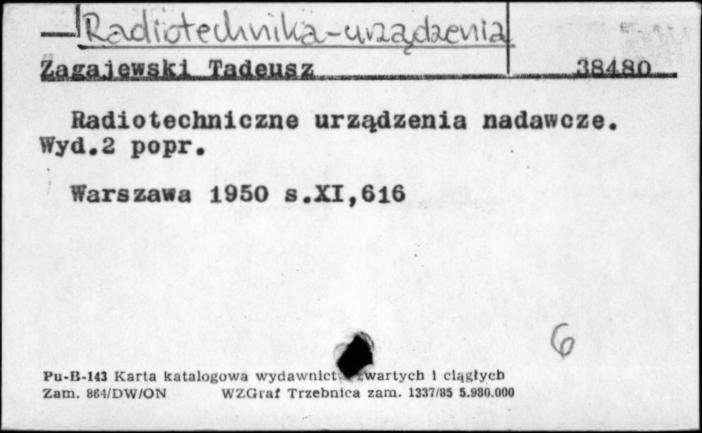 Radiotechnika-urządzenia
Zagajewski Tadeusz 38480
Radiotechniczne urządzenia nadawcze.
Wyd.2 popr.
Warszawa 1950 s.XI,616
6
Pu-B-143 Karta katalogowa wydawnict zwartych i ciągłych
Zam. 864/DW/ON WZGraf Trzebnica zam. 1337/85 5.980.000